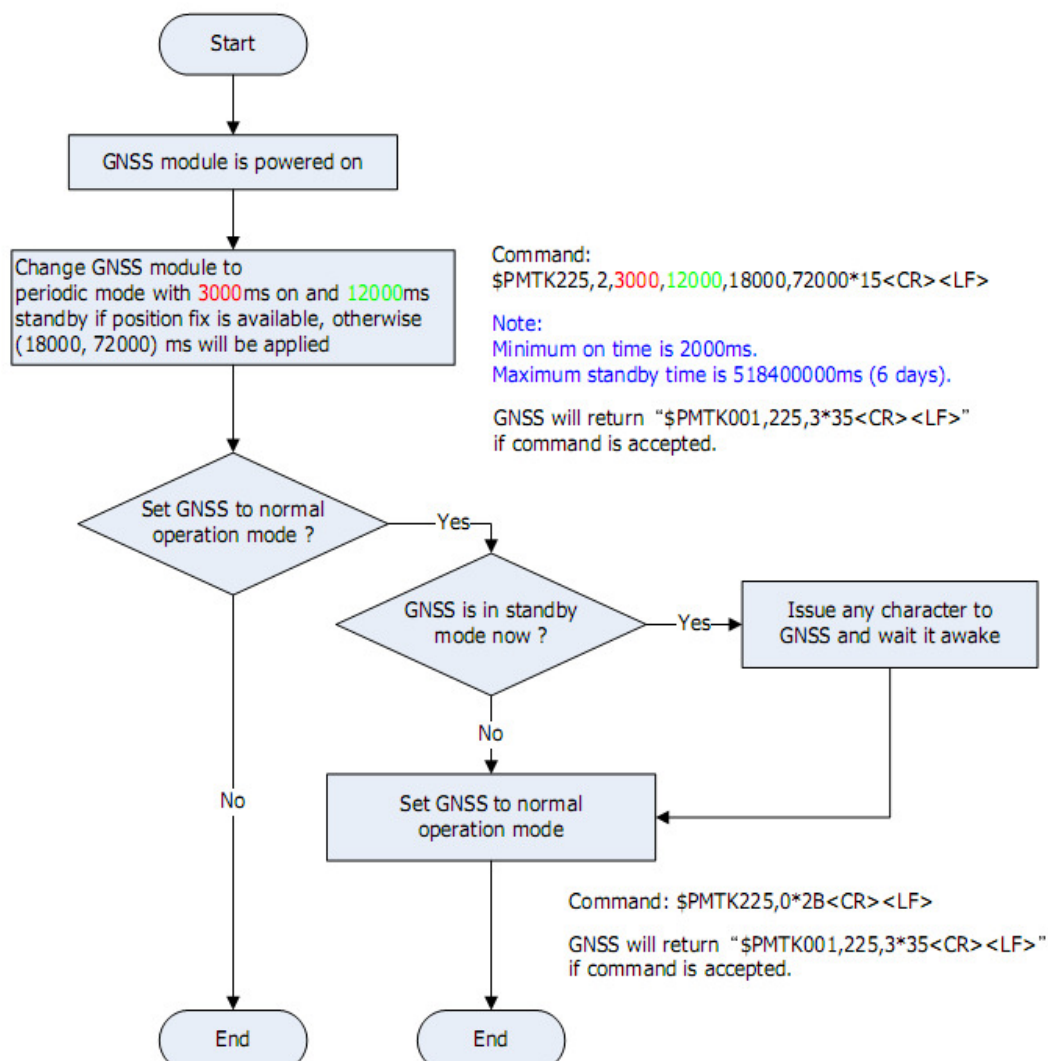 Start
GNSS module is powered on
Change GNSS module to
periodic mode with 3000ms on and 12000ms
standby if position fix is available, otherwise
(18000, 72000) ms will be applied
Command:
$PMTK225,2,3000,12000,18000,72000*15<CR><LF>
Note:
Minimum on time is 2000ms.
Maximum standby time is 518400000ms (6 days).
GNSS will return “$PMTK001,225,3*35<CR><LF>”
if command is accepted.
Set GNSS to normal
operation mode ?
Yes
GNSS is in standby
mode now ?
Yes
Issue any character to
GNSS and wait it awake
No
No
Set GNSS to normal
operation mode
Command: $PMTK225,0*2B<CR><LF>
GNSS will return “$PMTK001,225,3*35<CR><LF>”
if command is accepted.
End
End